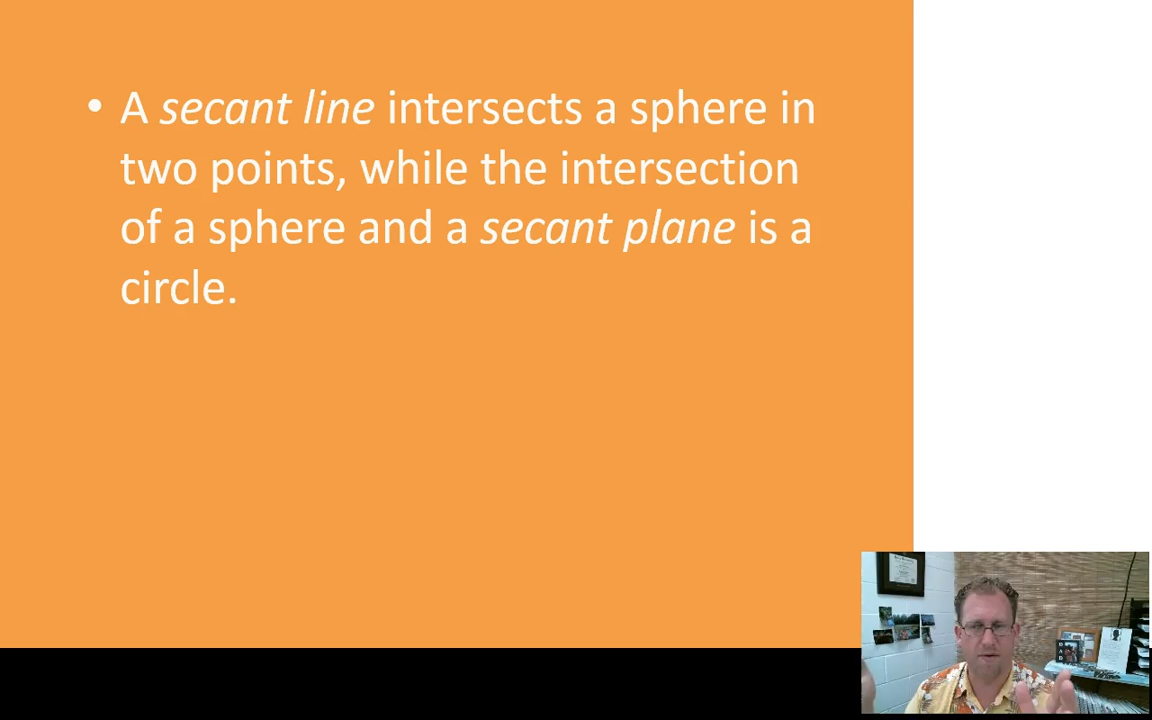 • A secant line intersects a sphere in
two points, while the intersection
of a sphere and a secant plane is a
circle.